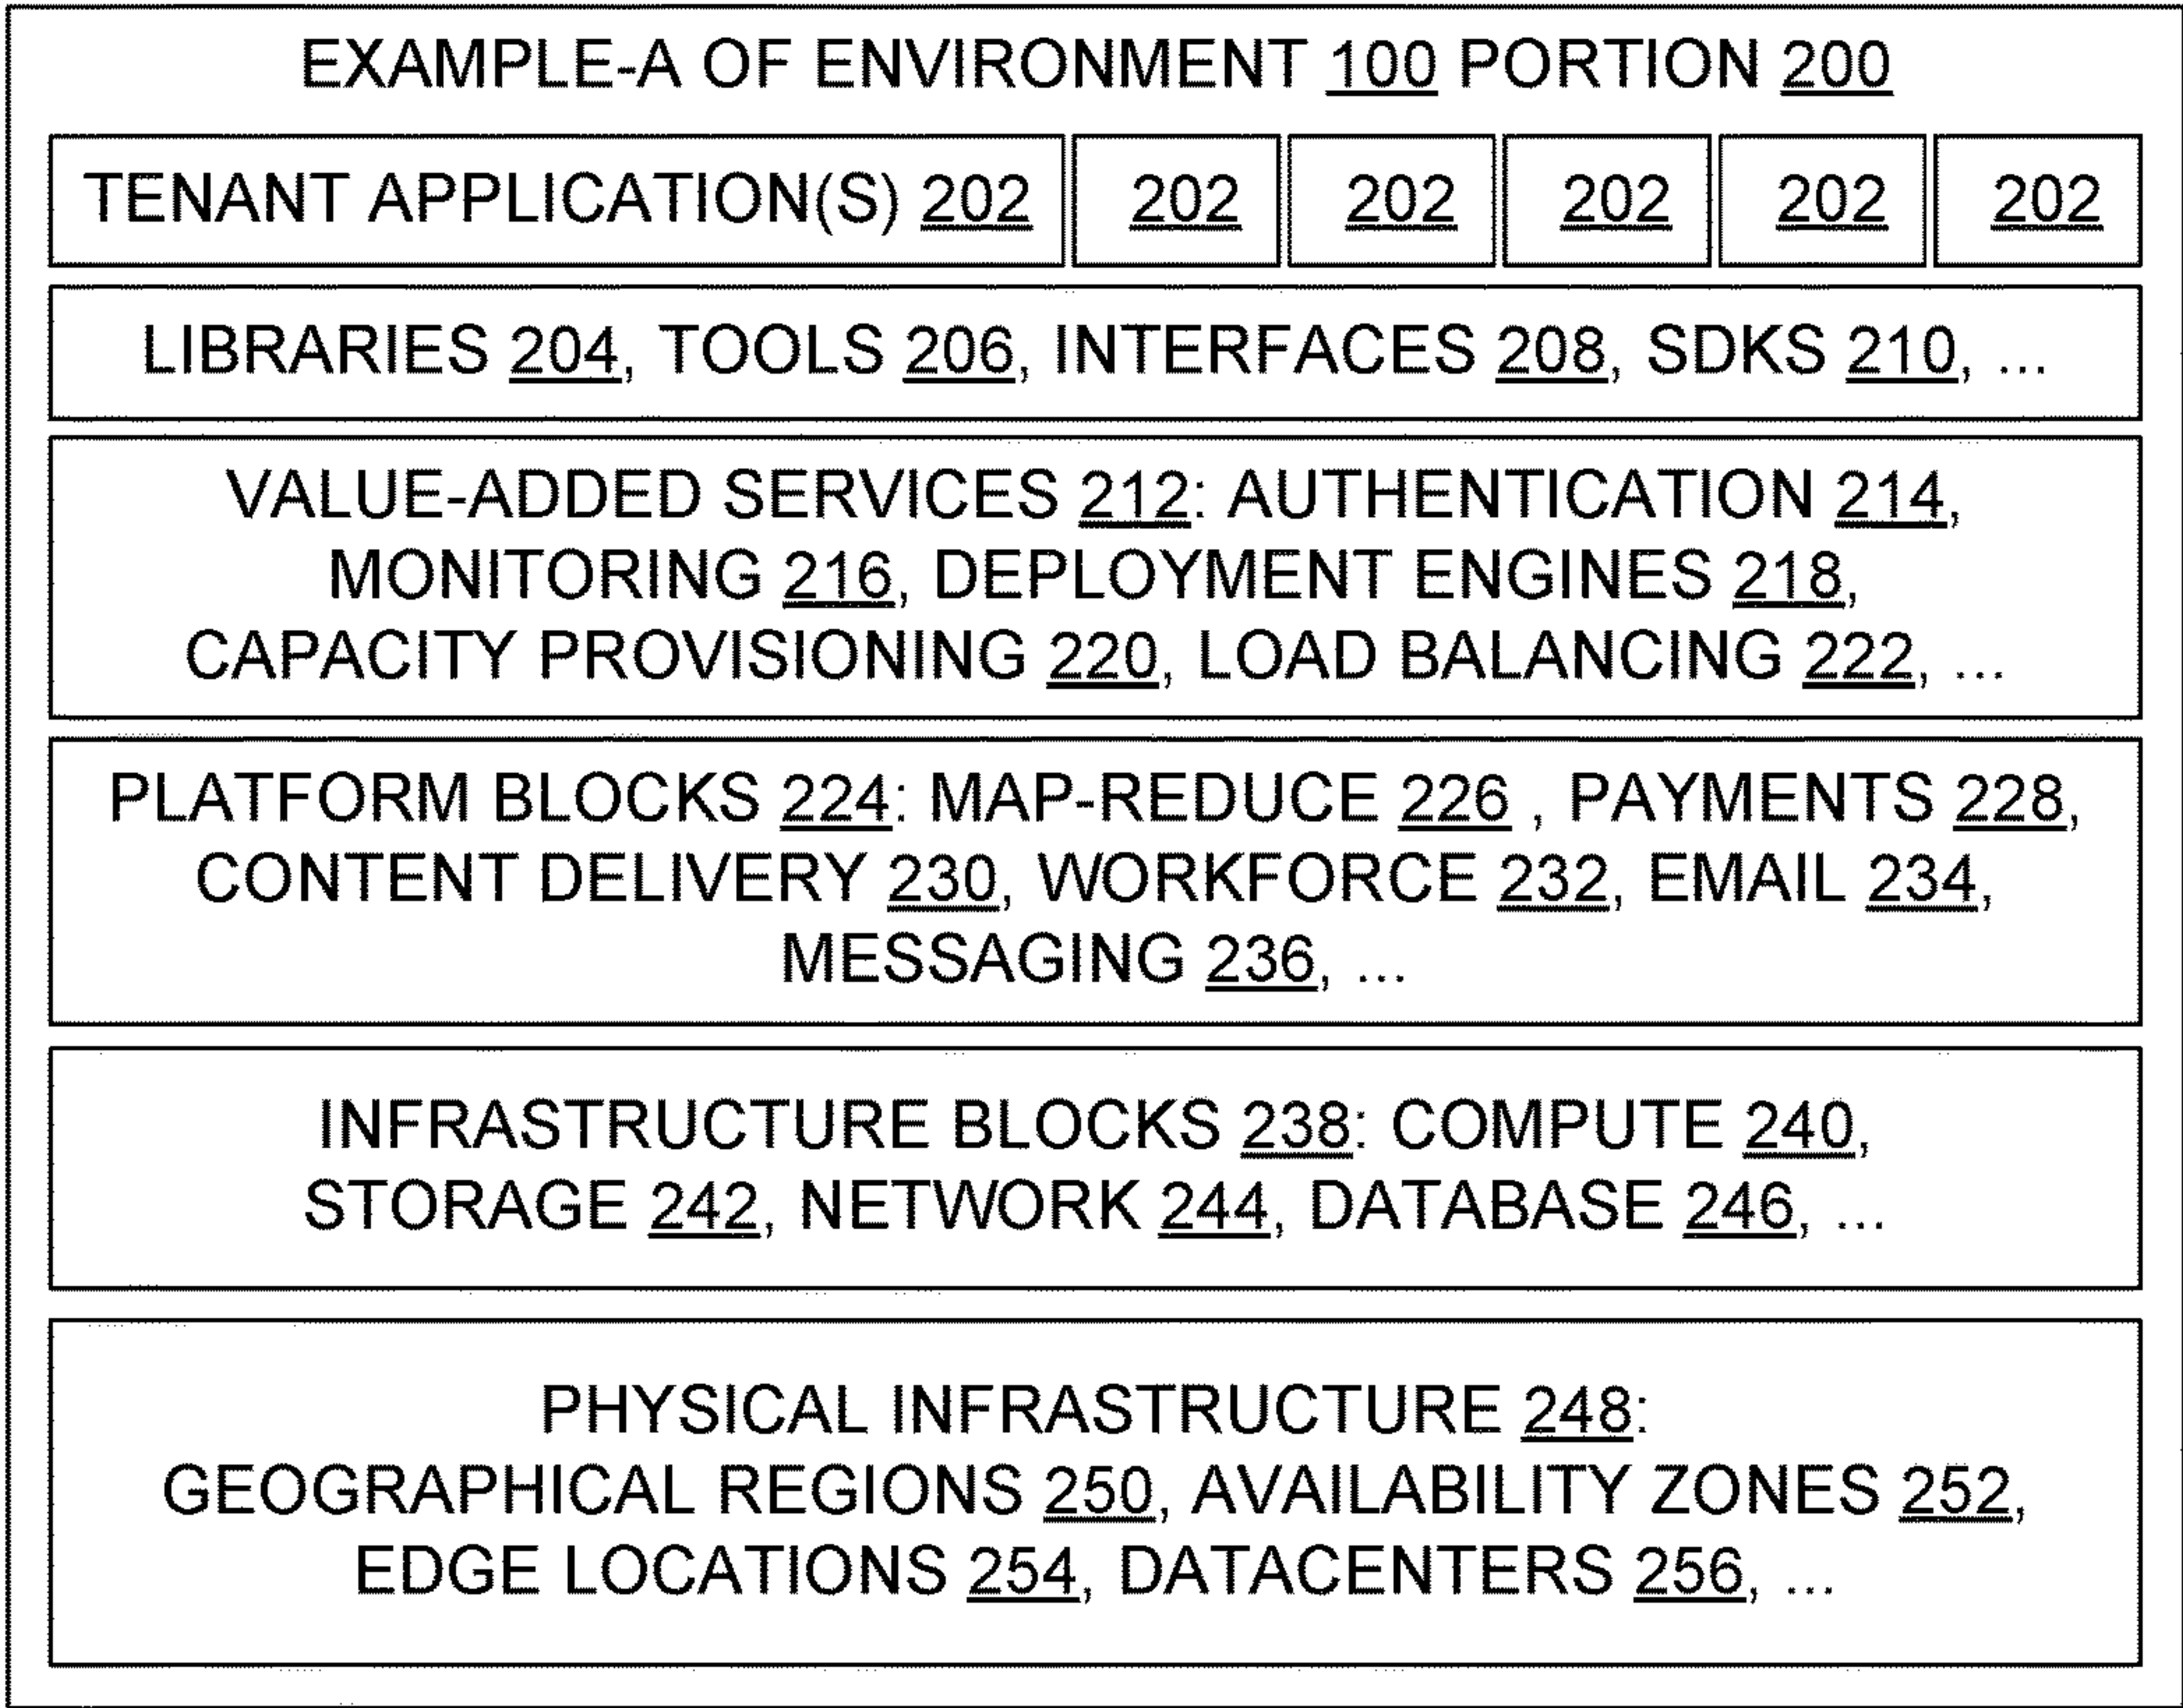 EXAMPLE-A OF ENVIRONMENT 100 PORTION 200
TENANT APPLICATION(S) 202 202 202 202 202 202
LIBRARIES 204, TOOLS 206, INTERFACES 208, SDKS 210, ...
VALUE-ADDED SERVICES 212: AUTHENTICATION 214,
MONITORING 216, DEPLOYMENT ENGINES 218,
CAPACITY PROVISIONING 220, LOAD BALANCING 222, ...
PLATFORM BLOCKS 224: MAP-REDUCE 226 , PAYMENTS 228,
CONTENT DELIVERY 230, WORKFORCE 232, EMAIL 234,
MESSAGING 236, ...
INFRASTRUCTURE BLOCKS 238: COMPUTE 240,
STORAGE 242, NETWORK 244, DATABASE 246, ...
PHYSICAL INFRASTRUCTURE 248:
GEOGRAPHICAL REGIONS 250, AVAILABILITY ZONES 252,
EDGE LOCATIONS 254, DATACENTERS 256, ...